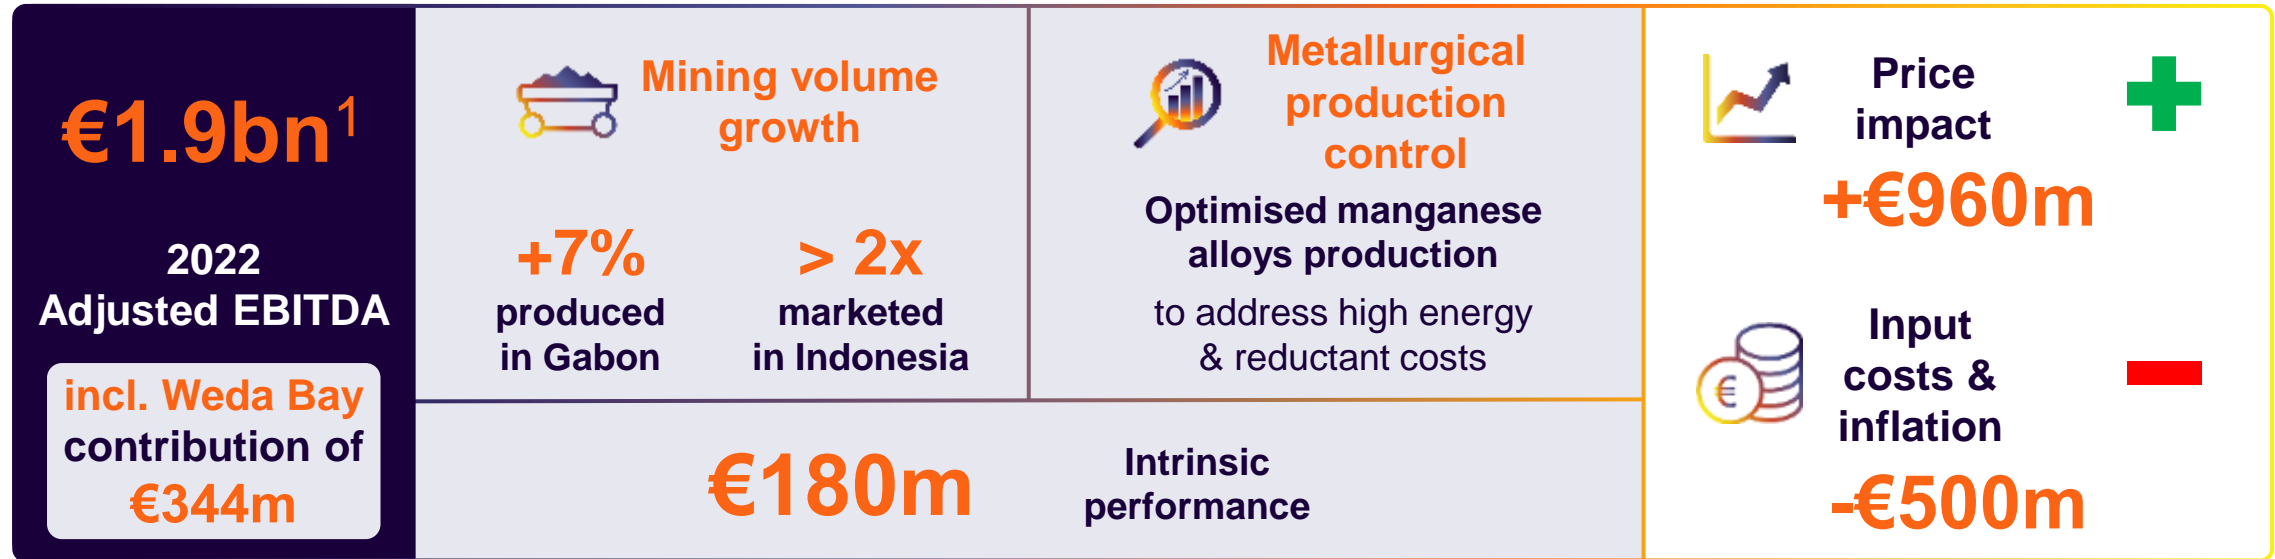 €1.9bn1
2022
Adjusted EBITDA
incl. Weda Bay
contribution of
€344m
Mining volume
growth
+7%
produced
in Gabon
> 2x
marketed
in Indonesia
Metallurgical
production
control
Optimised manganese
alloys production
to address high energy
& reductant costs
€180m
Intrinsic
performance
Price
impact
+€960m
€
Input
costs &
inflation
-€500m